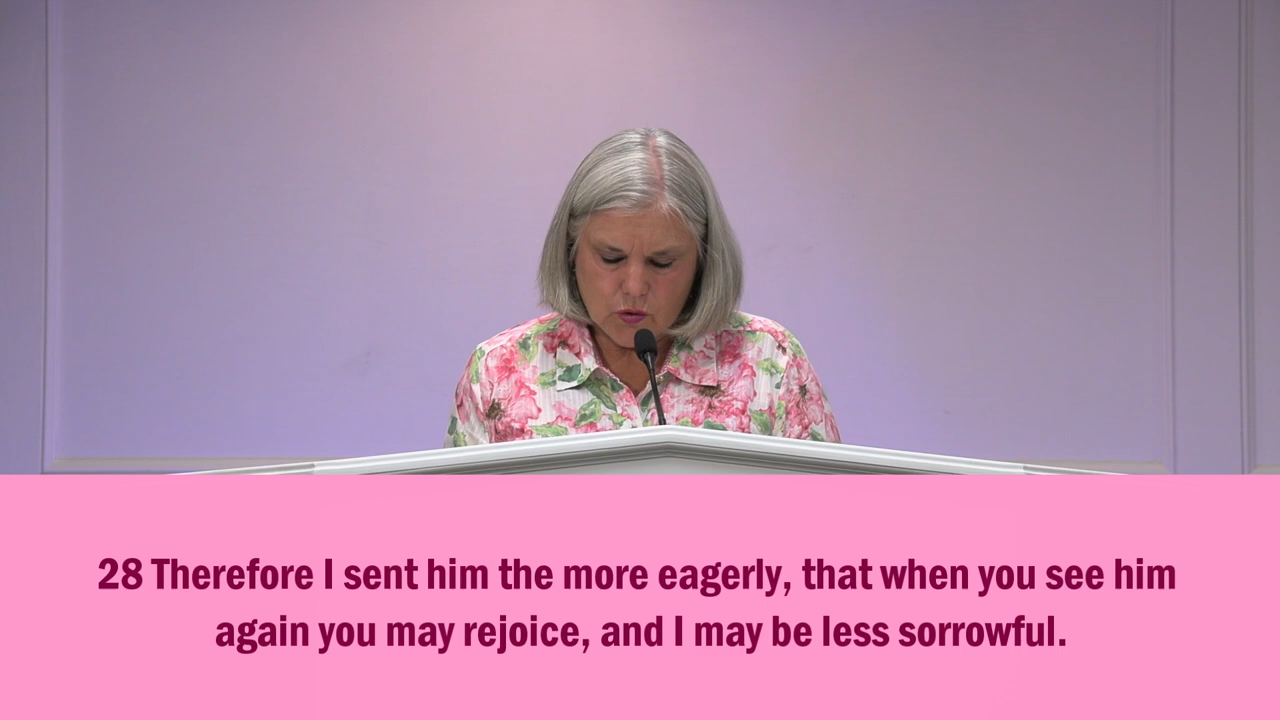 28 Therefore I sent him the more eagerly, that when you see him
again you may rejoice, and I may be less sorrowful.